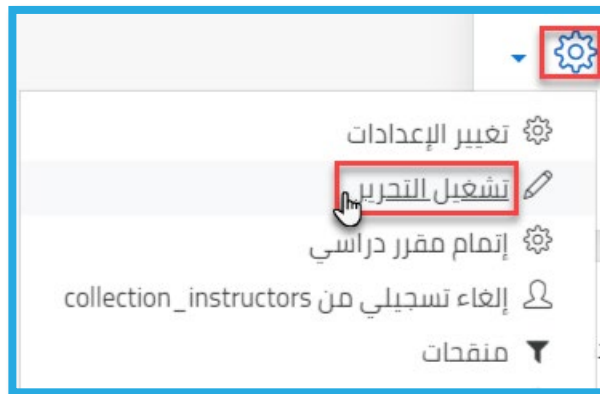 تغيير الإعدادات
تشغيل التحرير
إتمام مقرر دراسي
إلغاء تسجيلي من collection_instructors
منقحات